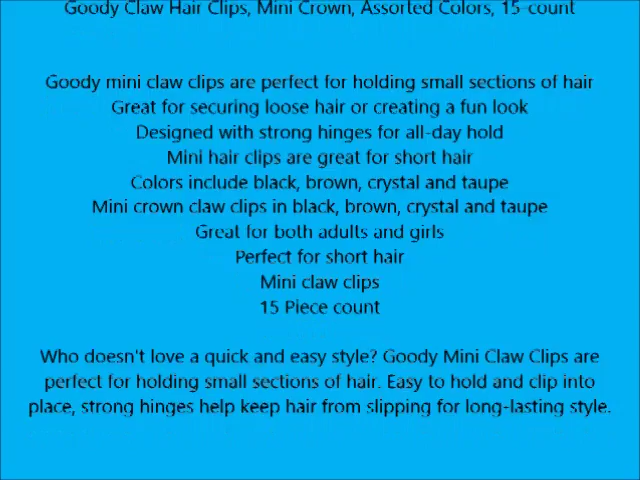 Goody Claw Hair Clips, Mini Crown, Assorted Colors, 15-count
Goody mini claw clips are perfect for holding small sections of hair
Great for securing loose hair or creating a fun look
Designed with strong hinges for all-day hold
Mini hair clips are great for short hair
Colors include black, brown, crystal and taupe
Mini crown claw clips in black, brown, crystal and taupe
Great for both adults and girls
Perfect for short hair
Mini claw clips
15 Piece count
Who doesn't love a quick and easy style? Goody Mini Claw Clips are
perfect for holding small sections of hair. Easy to hold and clip into
place, strong hinges help keep hair from slipping for long-lasting style.